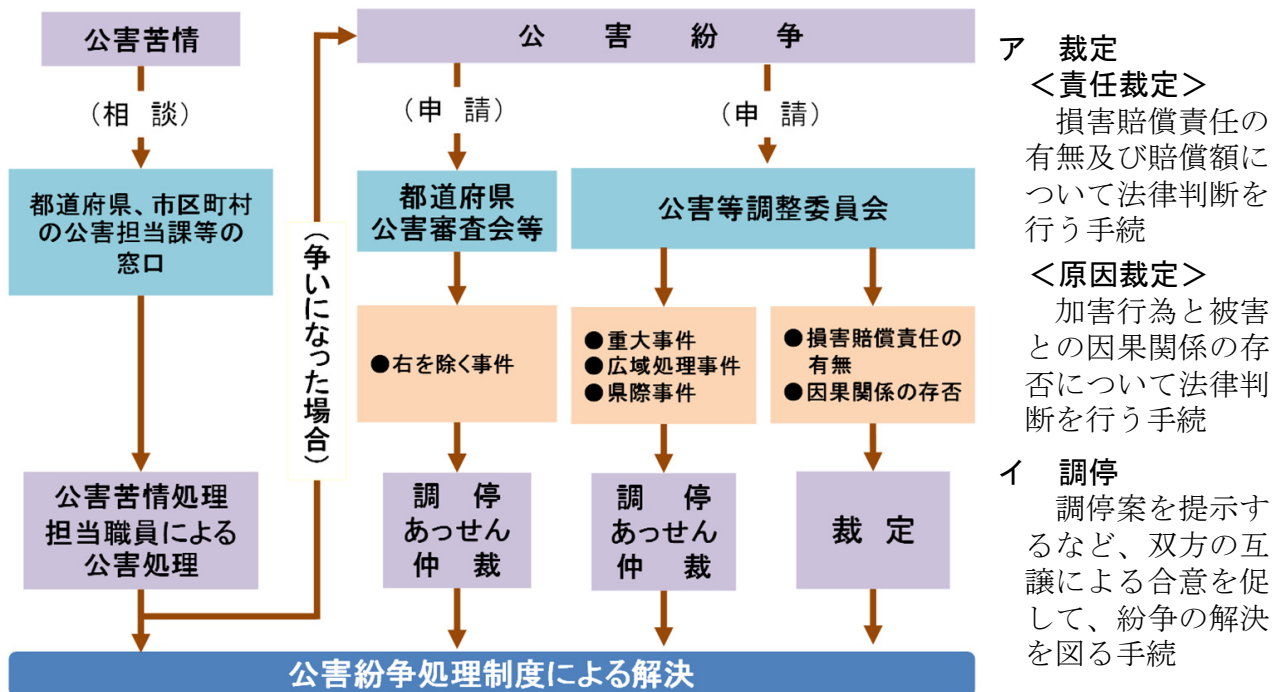 公害苦情
(相　談)
都道府県、市区町村
の公害担当課等の
窓口
公害苦情処理
担当職員による
公害処理
(争いになった場合)
公　害　紛　争
(申　請)
都道府県
公害審査会等
●右を除く事件
調　停
あっせん
仲　裁
(申　請)
公害等調整委員会
●重大事件
●広域処理事件
●県際事件
調　停
あっせん
仲　裁
●損害賠償責任の
有無
●因果関係の存否
裁　定
公害紛争処理制度による解決
ア　裁定
＜責任裁定＞
損害賠償責任の
有無及び賠償額に
ついて法律判断を
行う手続
＜原因裁定＞
加害行為と被害
との因果関係の存
否について法律判
断を行う手続
イ　調停
調停案を提示す
るなど、双方の互
譲による合意を促
して、紛争の解決
を図る手続